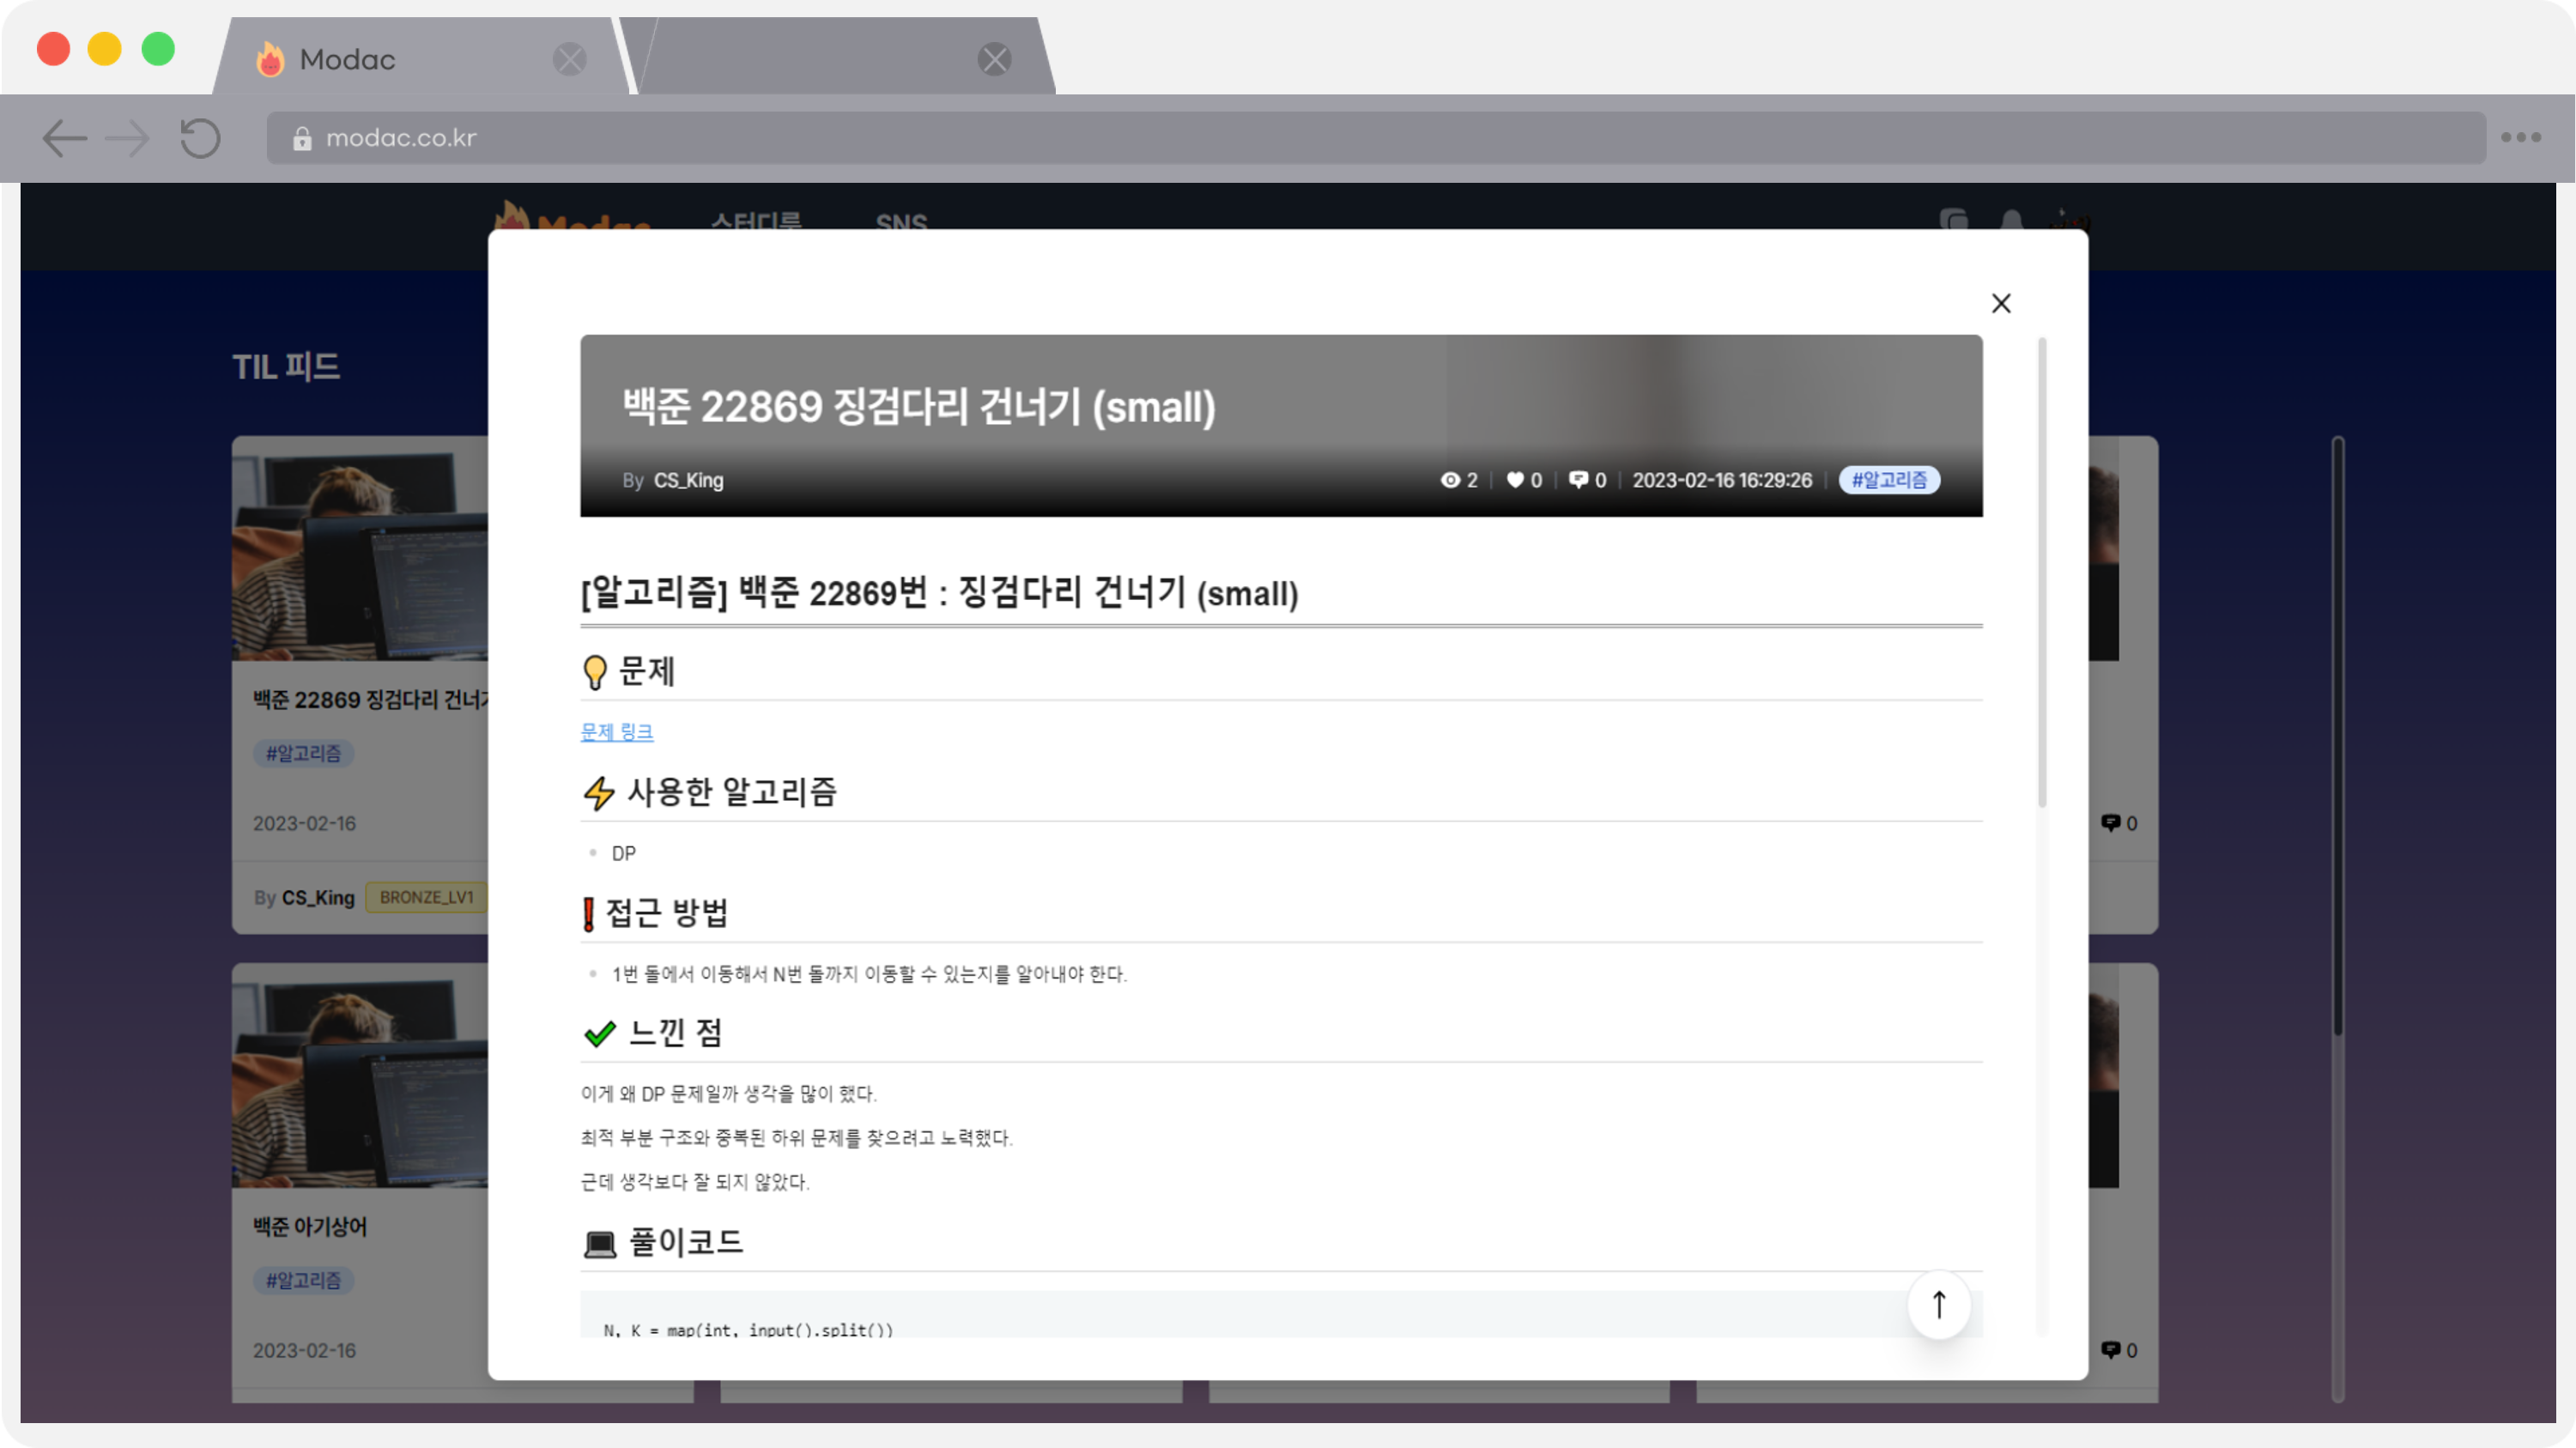 Modac
modac.co.kr
Modac 스터디룸 SNS
TIL 피드
백준 22869 징검다리 건너기 (small)
By CS_King 2 0 0 2023-02-16 16:29:26 #알고리즘
[알고리즘] 백준 22869번 : 징검다리 건너기 (small)
💡 문제
문제 링크
⚡ 사용한 알고리즘
DP
❗ 접근 방법
1번 돌에서 이동해서 N번 돌까지 이동할 수 있는지를 알아내야 한다.
✔ 느낀 점
이게 왜 DP 문제일까 생각을 많이 했다.
최적 부분 구조와 중복된 하위 문제를 찾으려고 노력했다.
근데 생각보다 잘 되지 않았다.
💻 풀이코드
N, K = map(int, input().split())
백준 22869 징검다리 건너기
#알고리즘
2023-02-16
0
By CS_King BRONZE_LV1
백준 아기상어
#알고리즘
2023-02-16
0